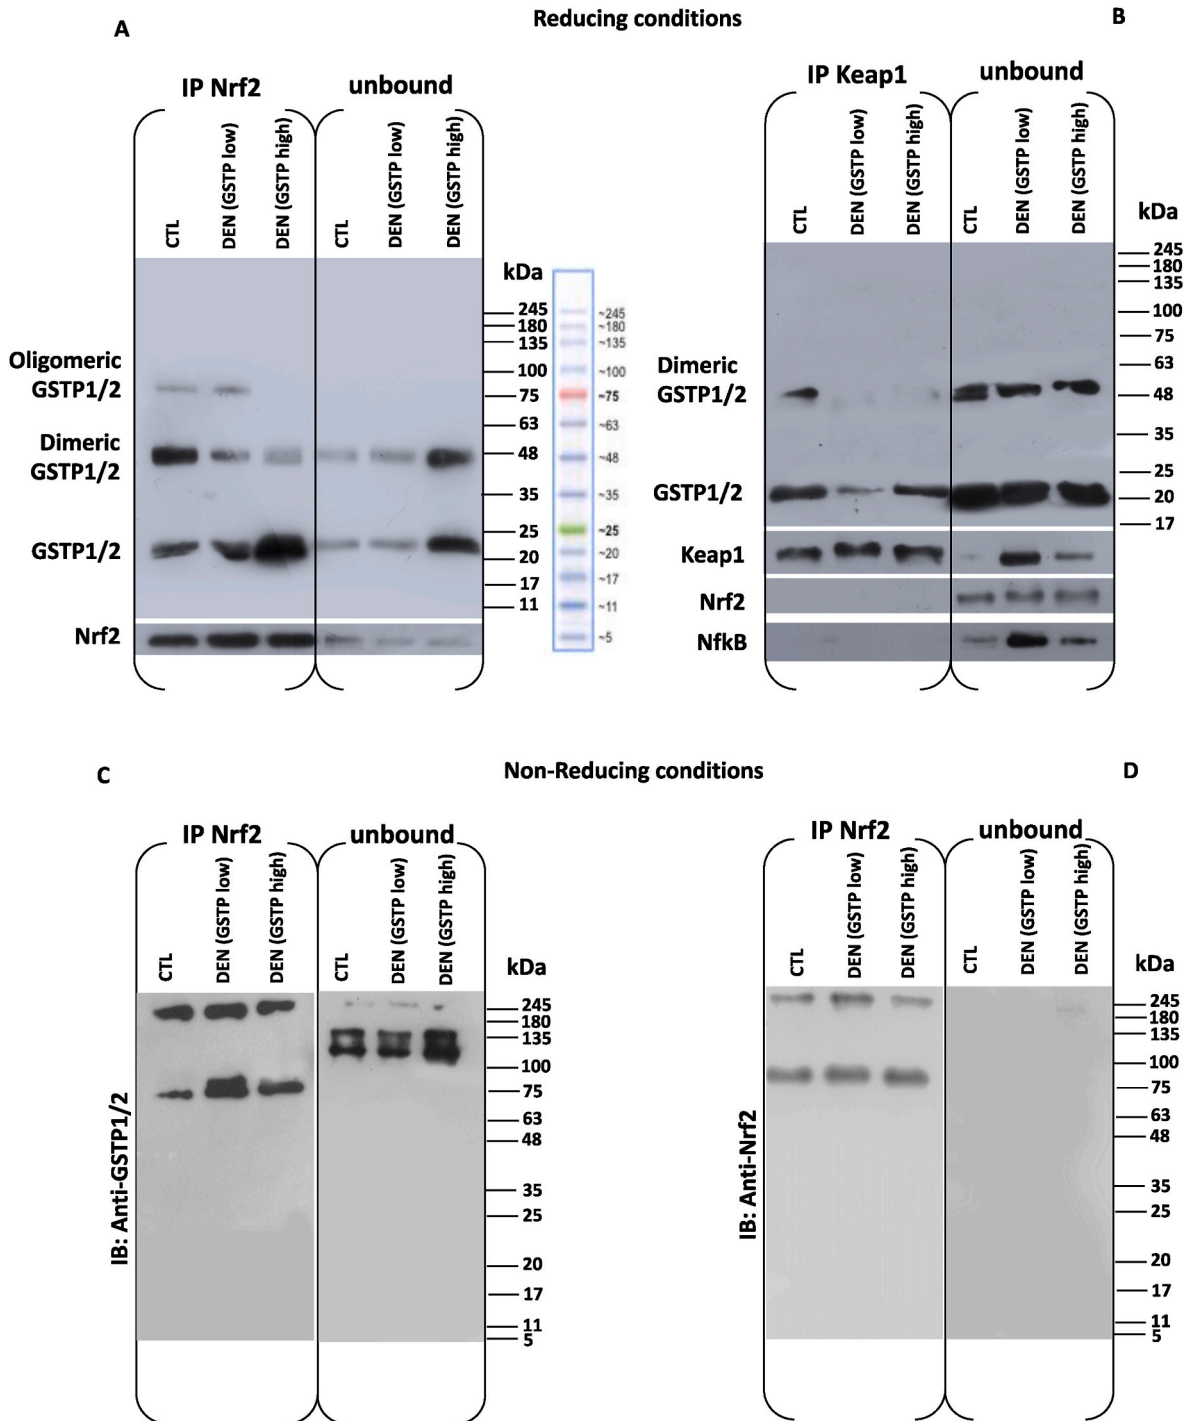 Reducing conditions
A
IP Nrf2
unbound
CTL
DEN (GSTP low)
DEN (GSTP high)
CTL
DEN (GSTP low)
DEN (GSTP high)
kDa
245
180
135
100
75
63
48
35
25
20
17
11
~245
~180
~135
~100
~75
~63
~48
~35
~25
~20
~17
~11
~5
Oligomeric
GSTP1/2
Dimeric
GSTP1/2
GSTP1/2
Nrf2
B
IP Keap1
unbound
CTL
DEN (GSTP low)
DEN (GSTP high)
CTL
DEN (GSTP low)
DEN (GSTP high)
kDa
245
180
135
100
75
63
48
35
25
20
17
Dimeric
GSTP1/2
GSTP1/2
Keap1
Nrf2
NfkB
Non-Reducing conditions
C
IP Nrf2
unbound
CTL
DEN (GSTP low)
DEN (GSTP high)
CTL
DEN (GSTP low)
DEN (GSTP high)
kDa
245
180
135
100
75
63
48
35
25
20
17
11
5
IB: Anti-GSTP1/2
D
IP Nrf2
unbound
CTL
DEN (GSTP low)
DEN (GSTP high)
CTL
DEN (GSTP low)
DEN (GSTP high)
kDa
245
180
135
100
75
63
48
35
25
20
17
11
5
IB: Anti-Nrf2